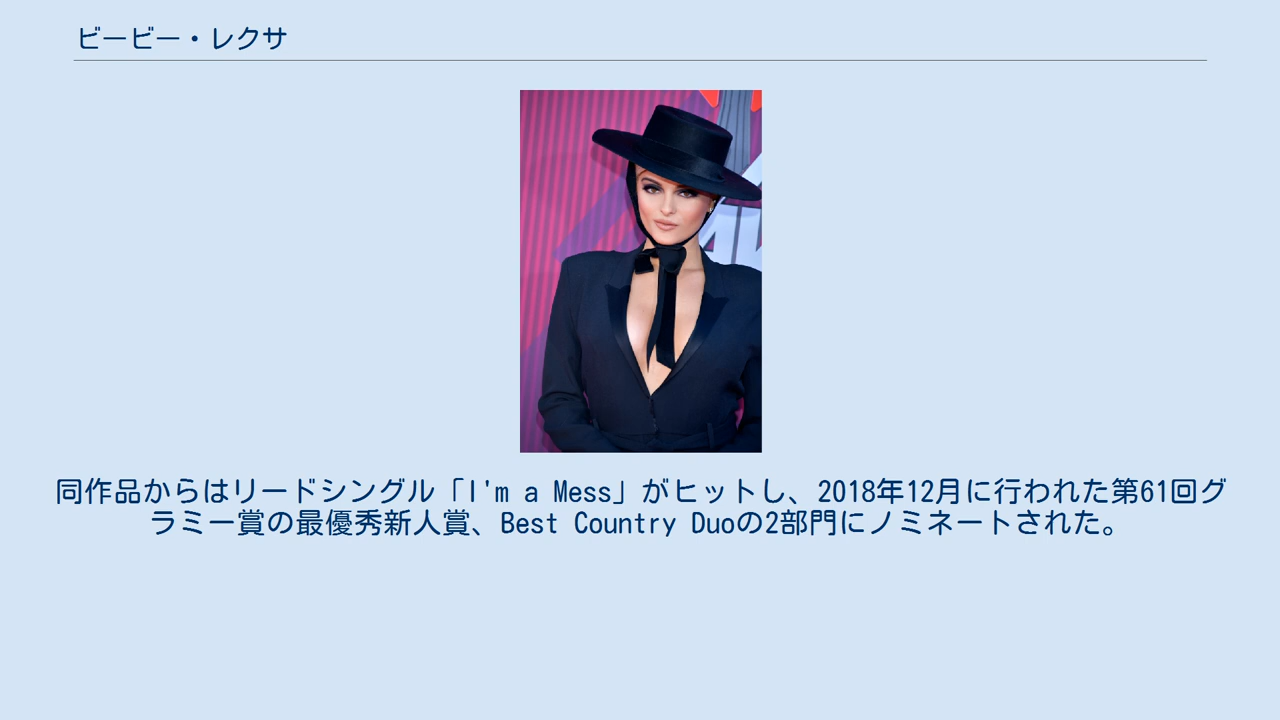 ビービー・レクサ
同作品からはリードシングル「I'm a Mess」がヒットし、2018年12月に行われた第61回グ
ラミー賞の最優秀新人賞、Best Country Duoの2部門にノミネートされた。